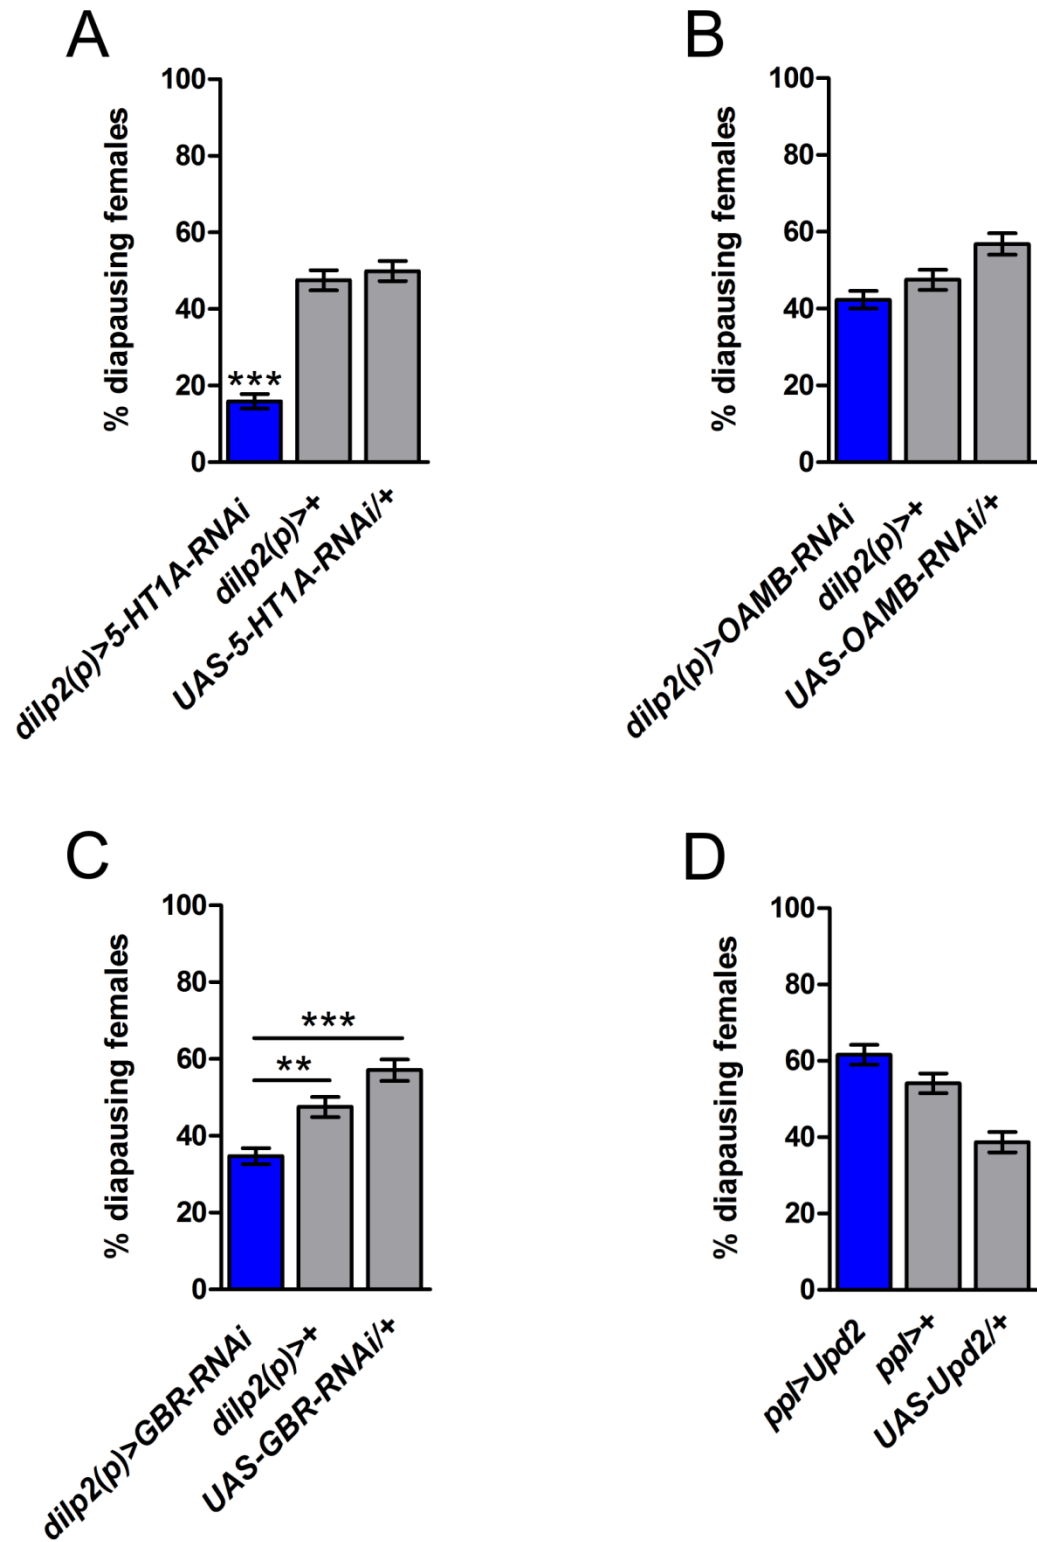 A
% diapausing females
100
80
60
40
20
0
***
dilp2(p)>5-HT1A-RNAi
dilp2(p)>+
UAS-5-HT1A-RNAi/+
B
% diapausing females
100
80
60
40
20
0
dilp2(p)>OAMB-RNAi
dilp2(p)>+
UAS-OAMB-RNAi/+
C
% diapausing females
100
80
60
40
20
0
***
**
dilp2(p)>GBR-RNAi
dilp2(p)>+
UAS-GBR-RNAi/+
D
% diapausing females
100
80
60
40
20
0
ppl>Upd2
ppl>+
UAS-Upd2/+